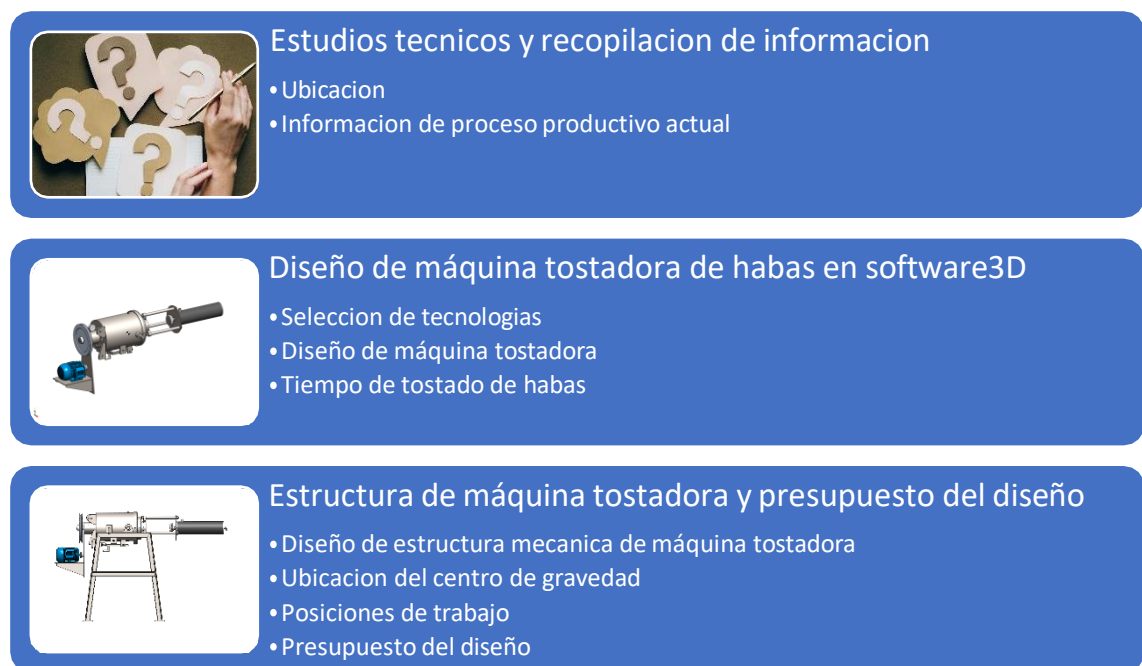 Estudios tecnicos y recopilacion de informacion
•Ubicacion
•Informacion de proceso productivo actual
Diseño de máquina tostadora de habas en software3D
•Seleccion de tecnologias
•Diseño de máquina tostadora
•Tiempo de tostado de habas
Estructura de máquina tostadora y presupuesto del diseño
•Diseño de estructura mecanica de máquina tostadora
•Ubicacion del centro de gravedad
•Posiciones de trabajo
•Presupuesto del diseño